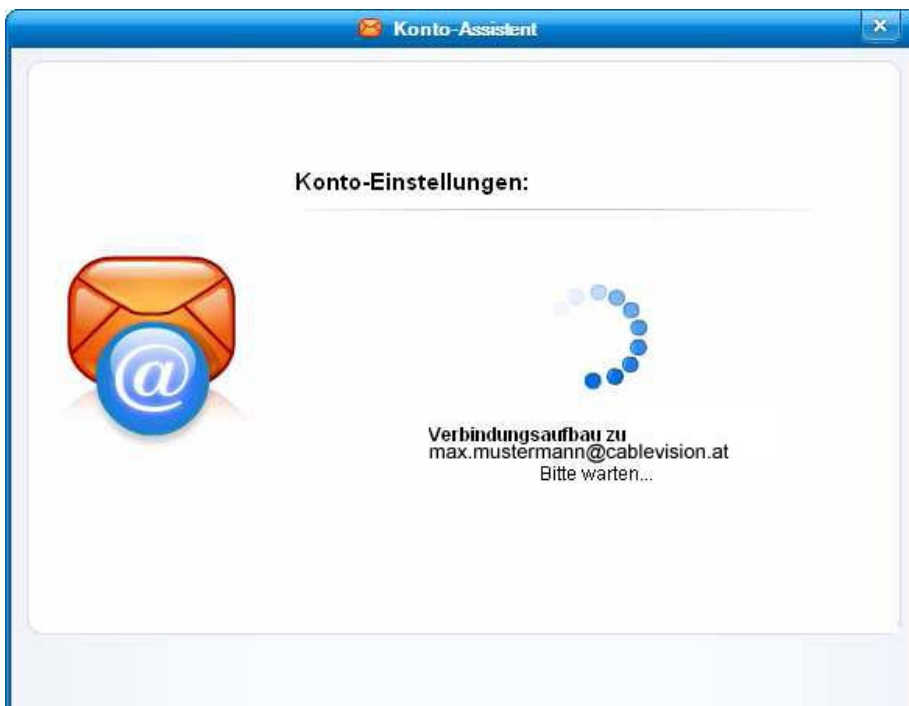 Konto-Assistent
Konto-Einstellungen:
@
Verbindungsaufbau zu
max.mustermann@cablevision.at
Bitte warten...